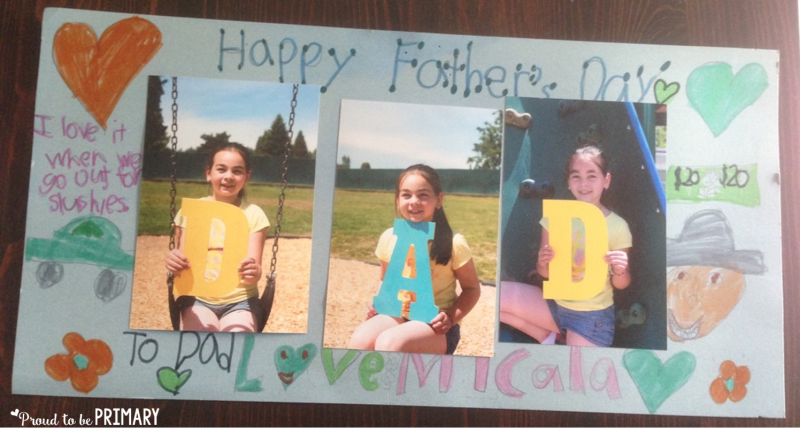 Happy Father's Day
I love it
when we
go out for
slushies
$20 $20
D A D
To Dad Love Micala
Proud to be PRIMARY